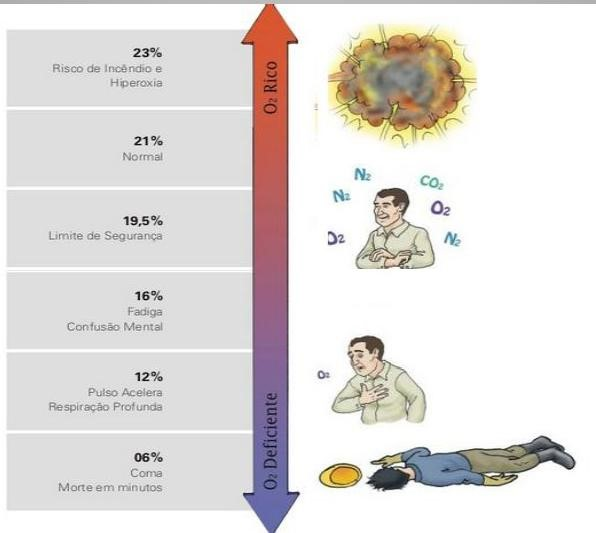 23%
Risco de Incêndio e
Hiperoxia
21%
Normal
19,5%
Limite de Segurança
16%
Fadiga
Confusão Mental
12%
Pulso Acelera
Respiração Profunda
06%
Coma
Morte em minutos
O₂ Rico
O₂ Deficiente
N₂
N₂
CO₂
O₂
O₂
N₂
O₂